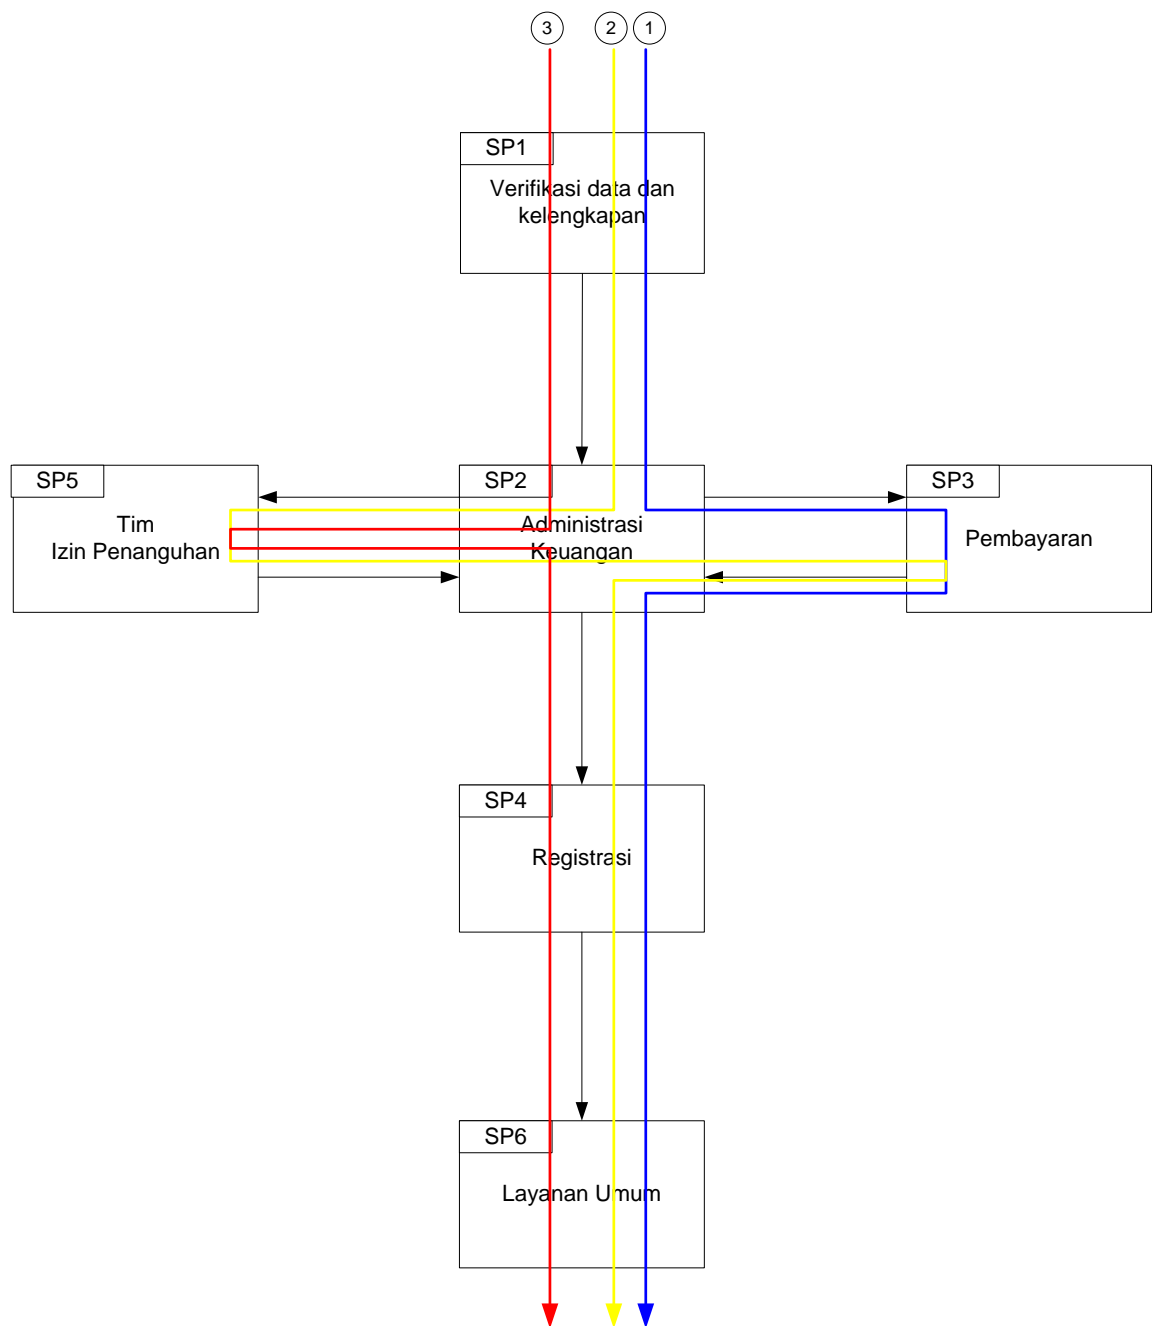 3
2
1
SP1
Verifikasi data dan
kelengkapan
SP5
Tim
Izin Penanguhan
SP2
Administrasi
Keuangan
SP3
Pembayaran
SP4
Registrasi
SP6
Layanan Umum